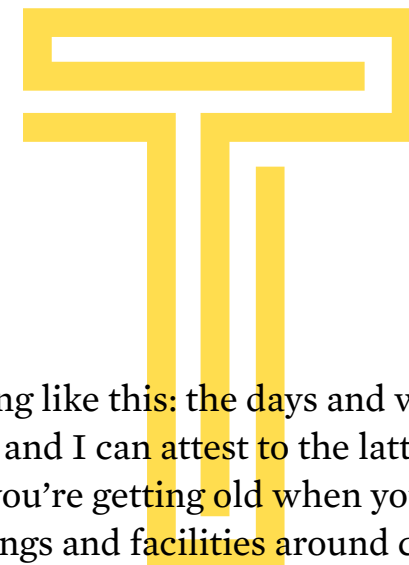 T
ng like this: the days and
and I can attest to the latt
you’re getting old when yo
ngs and facilities around